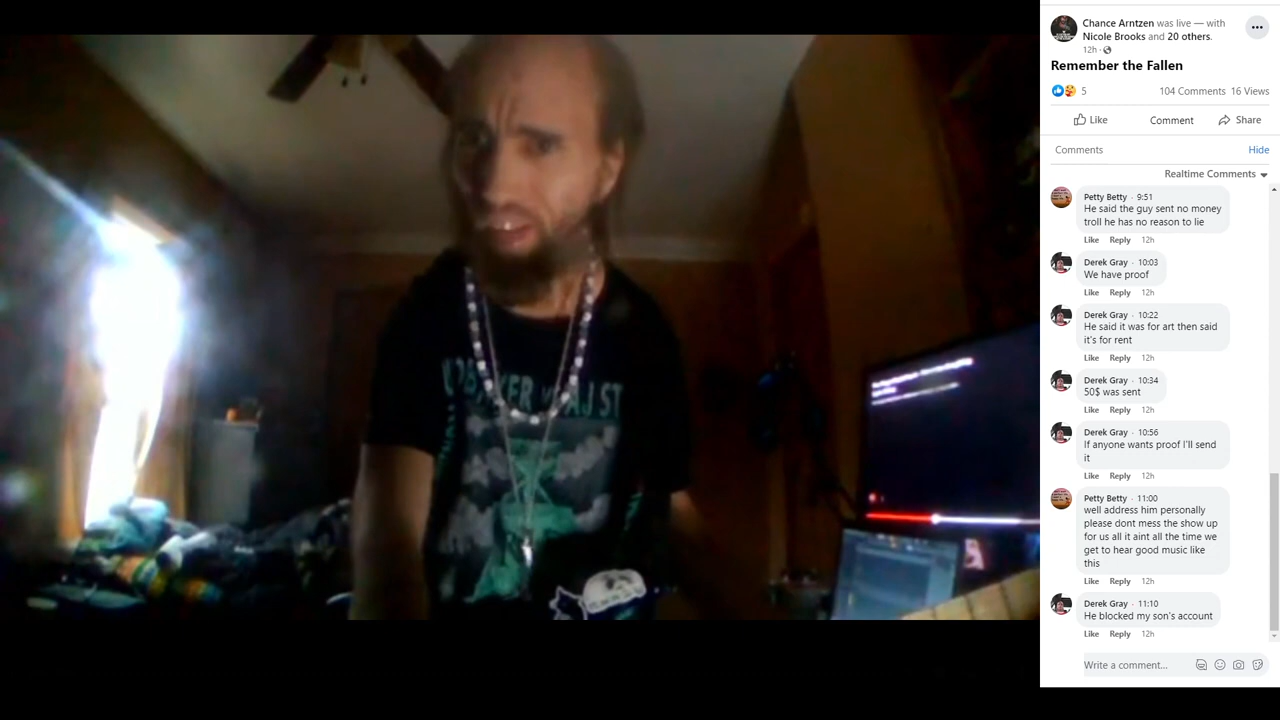 Chance Arntzen was live — with
Nicole Brooks and 20 others.
12h ·
Remember the Fallen
5
104 Comments 16 Views
Like
Comment
Share
Comments
Hide
Realtime Comments
Petty Betty · 9:51
He said the guy sent no money
troll he has no reason to lie
Like Reply 12h
Derek Gray · 10:03
We have proof
Like Reply 12h
Derek Gray · 10:22
He said it was for art then said
it's for rent
Like Reply 12h
Derek Gray · 10:34
50$ was sent
Like Reply 12h
Derek Gray · 10:56
If anyone wants proof I'll send
it
Like Reply 12h
Petty Betty · 11:00
well address him personally
please dont mess the show up
for us all it aint all the time we
get to hear good music like
this
Like Reply 12h
Derek Gray · 11:10
He blocked my son's account
Like Reply 12h
Write a comment...